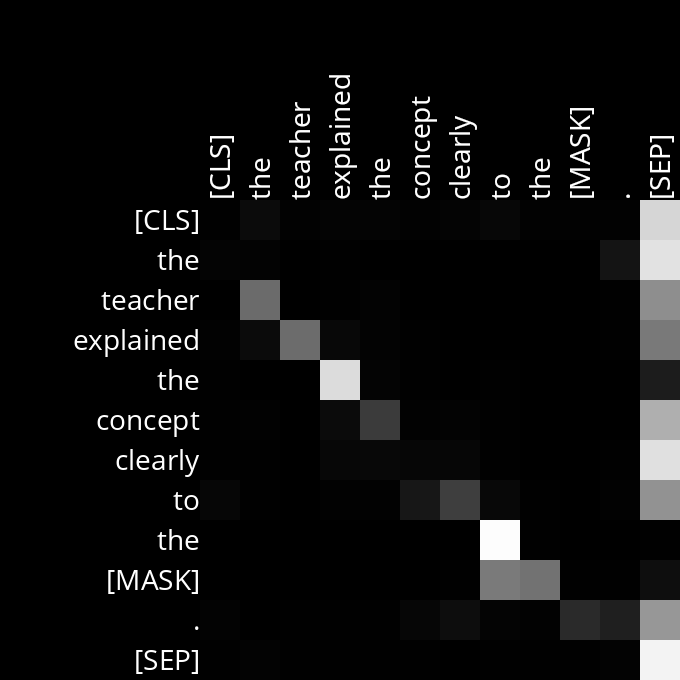 [CLS] the teacher explained the concept clearly to the [MASK] . [SEP]
[CLS]
the
teacher
explained
the
concept
clearly
to
the
[MASK]
.
[SEP]